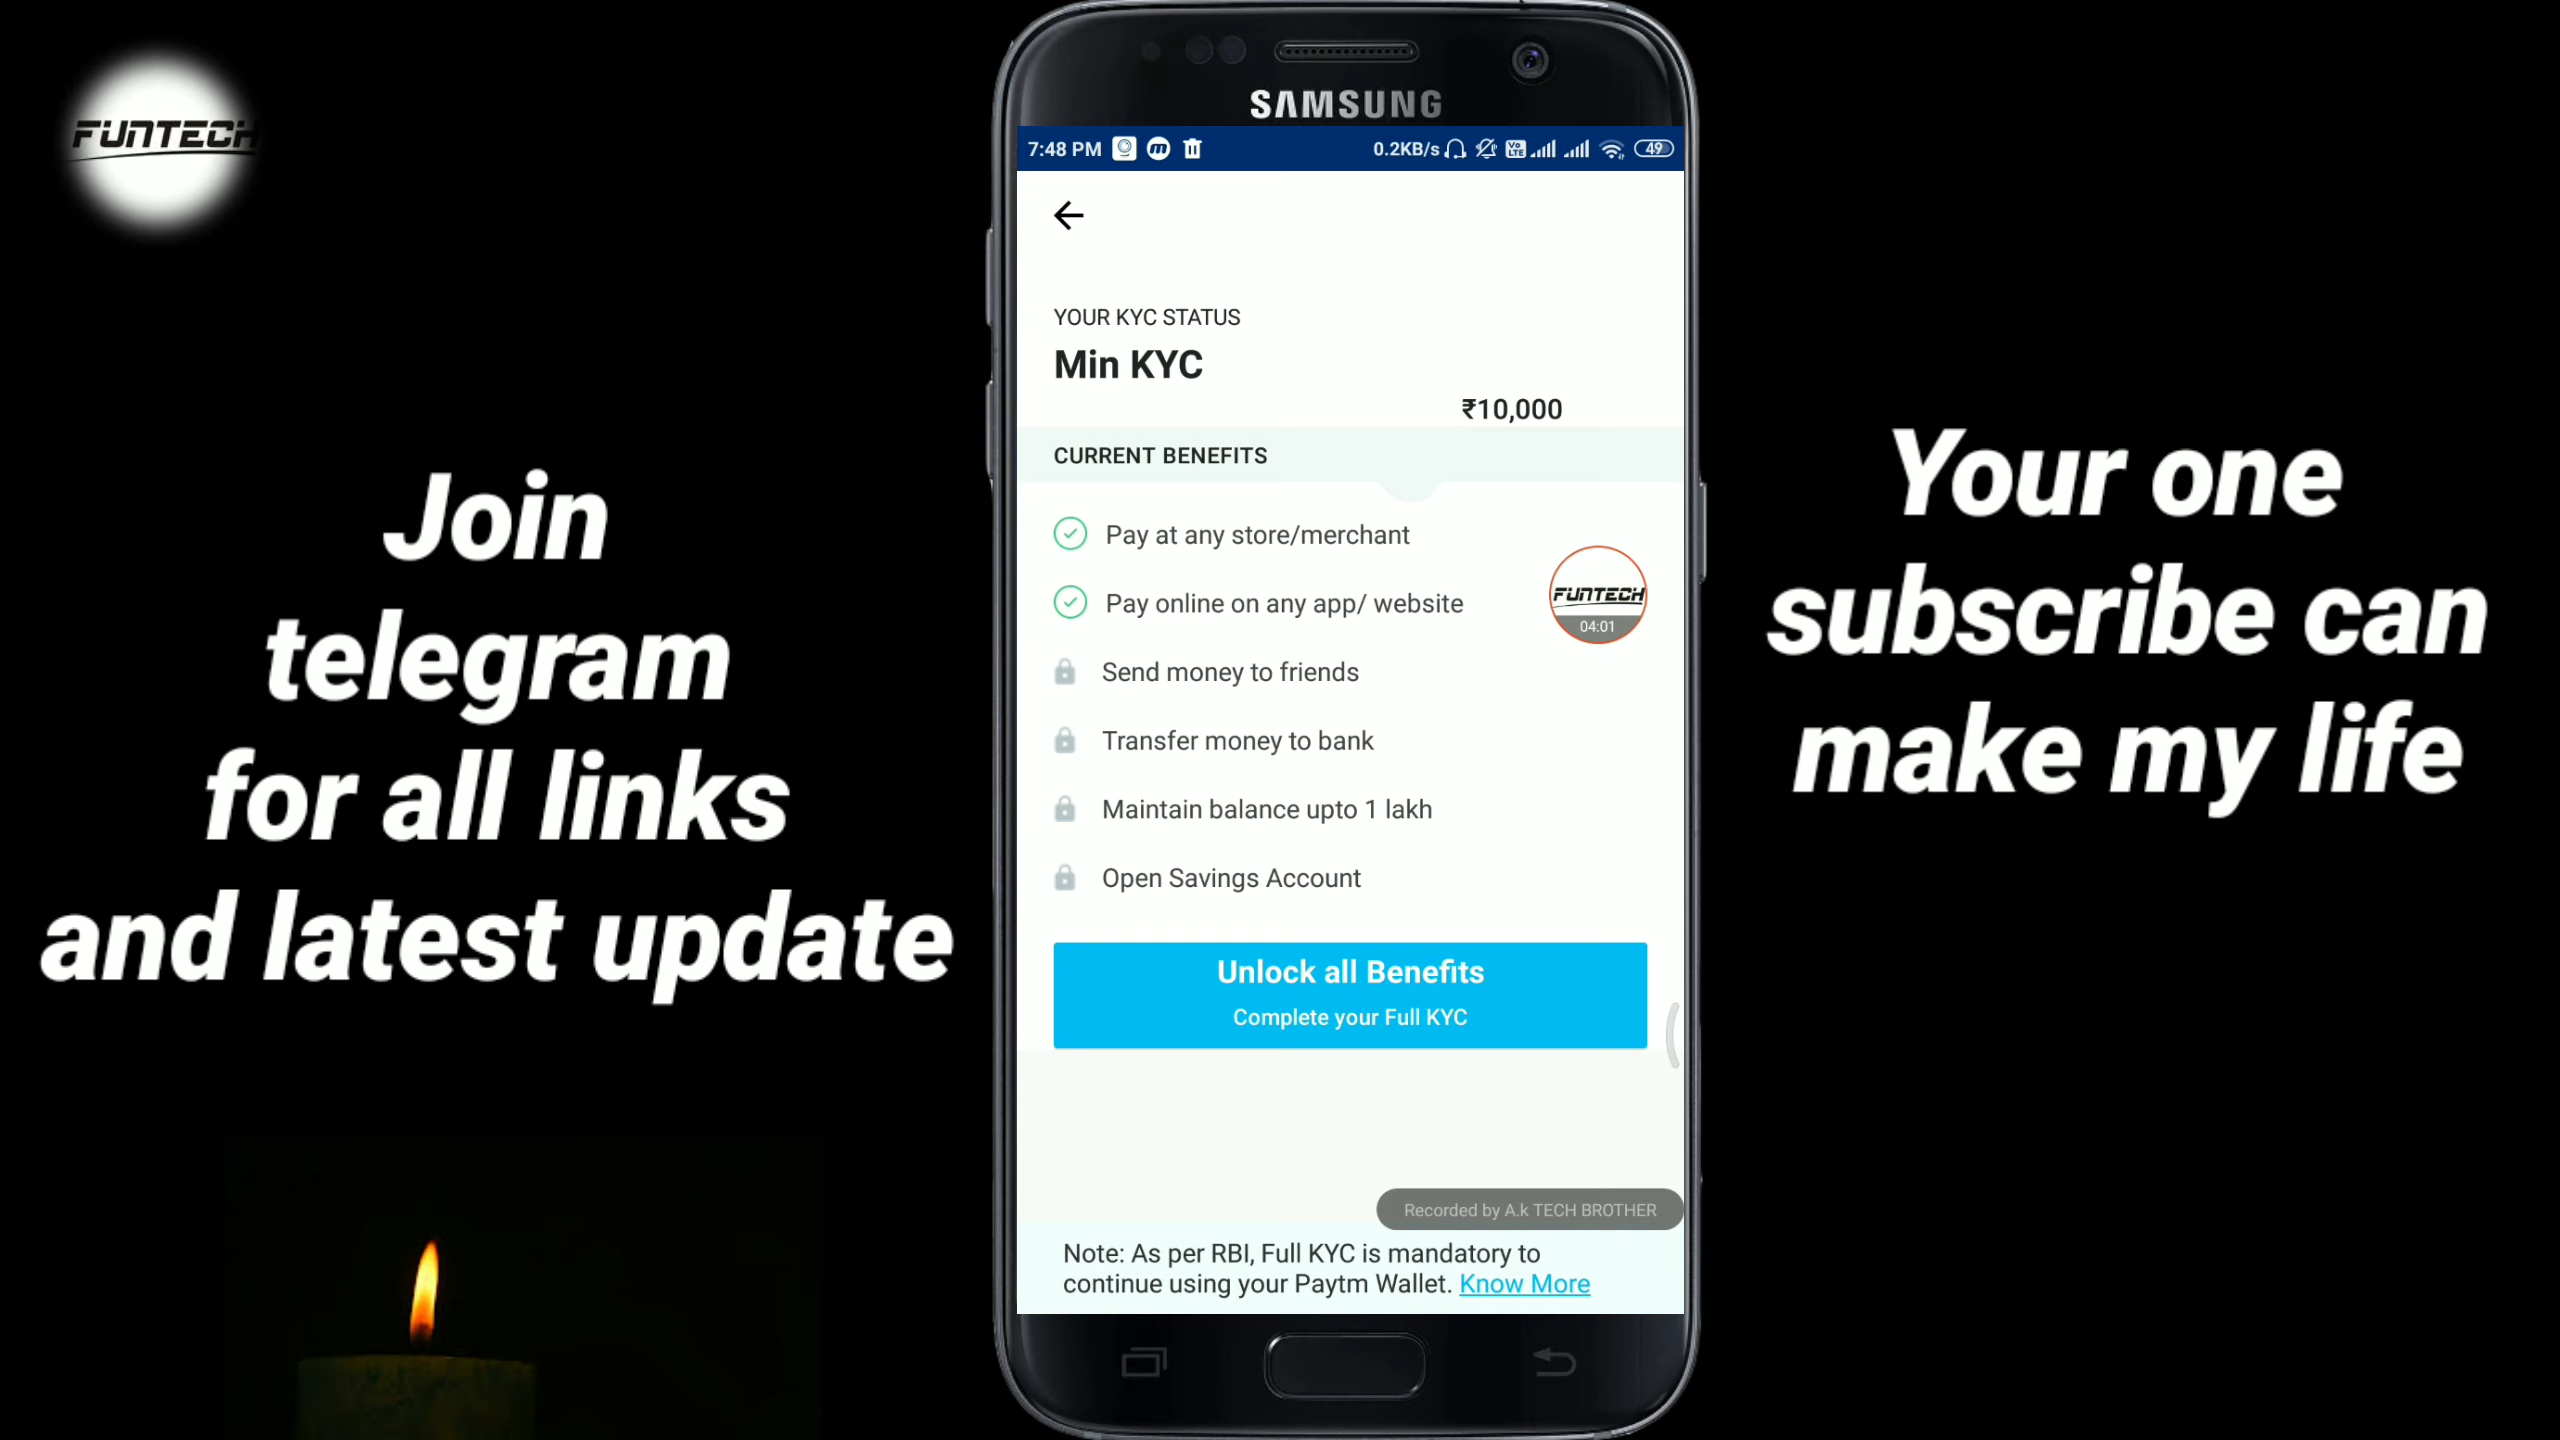 FUNTECH
Join
telegram
for all links
and latest update
SAMSUNG
7:48 PM
0.2KB/s
VO
LTE
49
YOUR KYC STATUS
Min KYC
₹10,000
CURRENT BENEFITS
Pay at any store/merchant
Pay online on any app/ website
FUNTECH
04:01
Send money to friends
Transfer money to bank
Maintain balance upto 1 lakh
Open Savings Account
Unlock all Benefits
Complete your Full KYC
Recorded by A.k TECH BROTHER
Note: As per RBI, Full KYC is mandatory to
continue using your Paytm Wallet. Know More
Your one
subscribe can
make my life